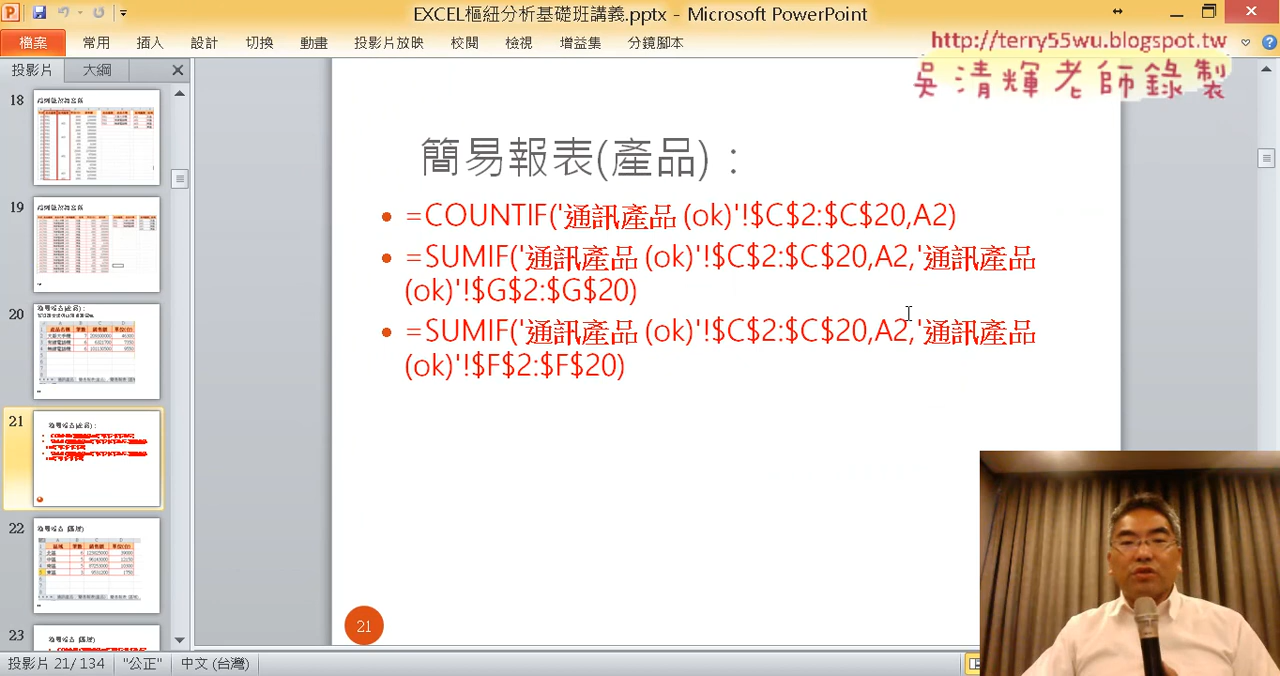 EXCEL樞紐分析基礎班講義.pptx - Microsoft PowerPoint
檔案 常用 插入 設計 切換 動畫 投影片放映 校閱 檢視 增益集 分鏡腳本
http://terry55wu.blogspot.tw
吳清輝老師錄製
投影片 大綱
18
19
20
21
22
23
簡易報表(產品)：
=COUNTIF('通訊產品 (ok)'!$C$2:$C$20,A2)
=SUMIF('通訊產品 (ok)'!$C$2:$C$20,A2,'通訊產品
(ok)'!$G$2:$G$20)
=SUMIF('通訊產品 (ok)'!$C$2:$C$20,A2,'通訊產品
(ok)'!$F$2:$F$20)
21
投影片 21/ 134 "公正" 中文 (台灣)